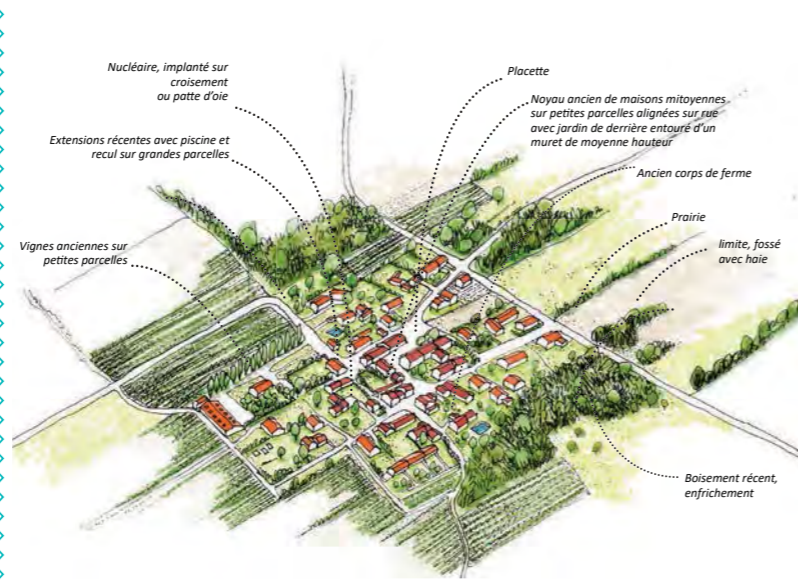 Nucléaire, implanté sur
croisement
ou patte d'oie
Extensions récentes avec piscine et
recul sur grandes parcelles
Vignes anciennes sur
petites parcelles
Placette
Noyau ancien de maisons mitoyennes
sur petites parcelles alignées sur rue
avec jardin de derrière entouré d'un
muret de moyenne hauteur
Ancien corps de ferme
Prairie
limite, fossé
avec haie
Boisement récent,
enfrichement